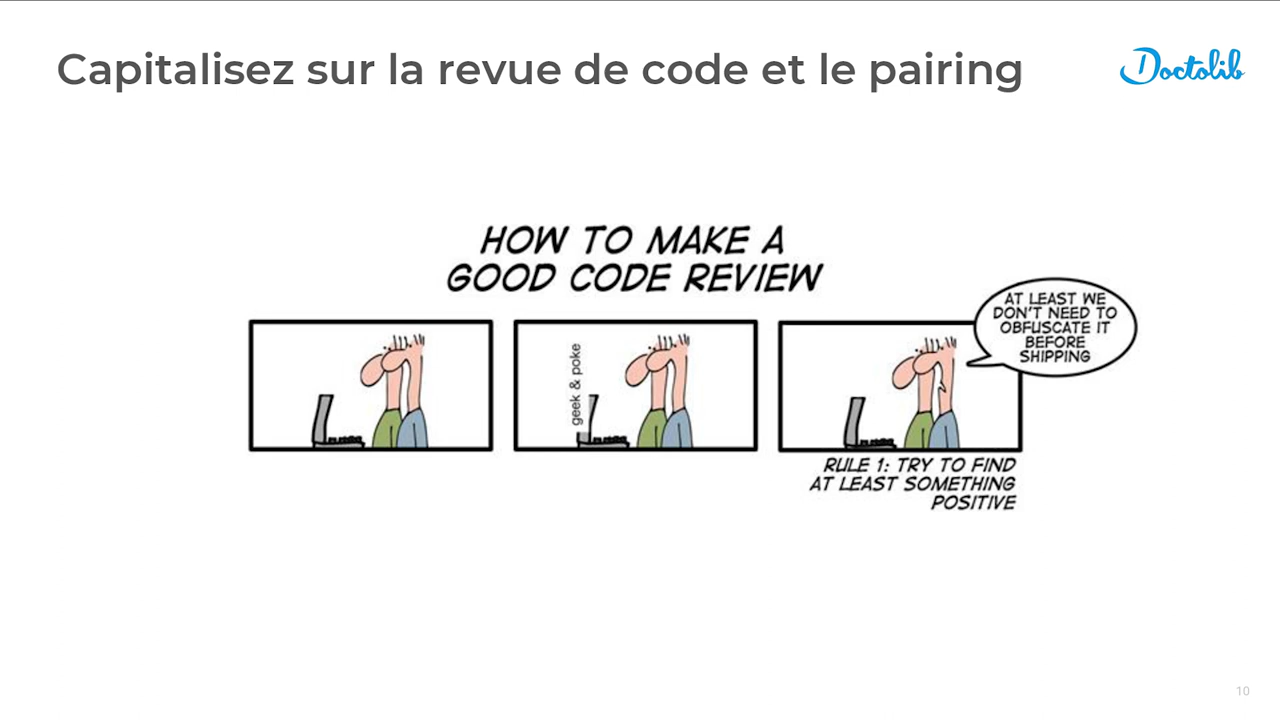 Capitalisez sur la revue de code et le pairing
Doctolib
HOW TO MAKE A
GOOD CODE REVIEW
geek & poke
AT LEAST WE
DON'T NEED TO
OBFUSCATE IT
BEFORE
SHIPPING
RULE 1: TRY TO FIND
AT LEAST SOMETHING
POSITIVE
10